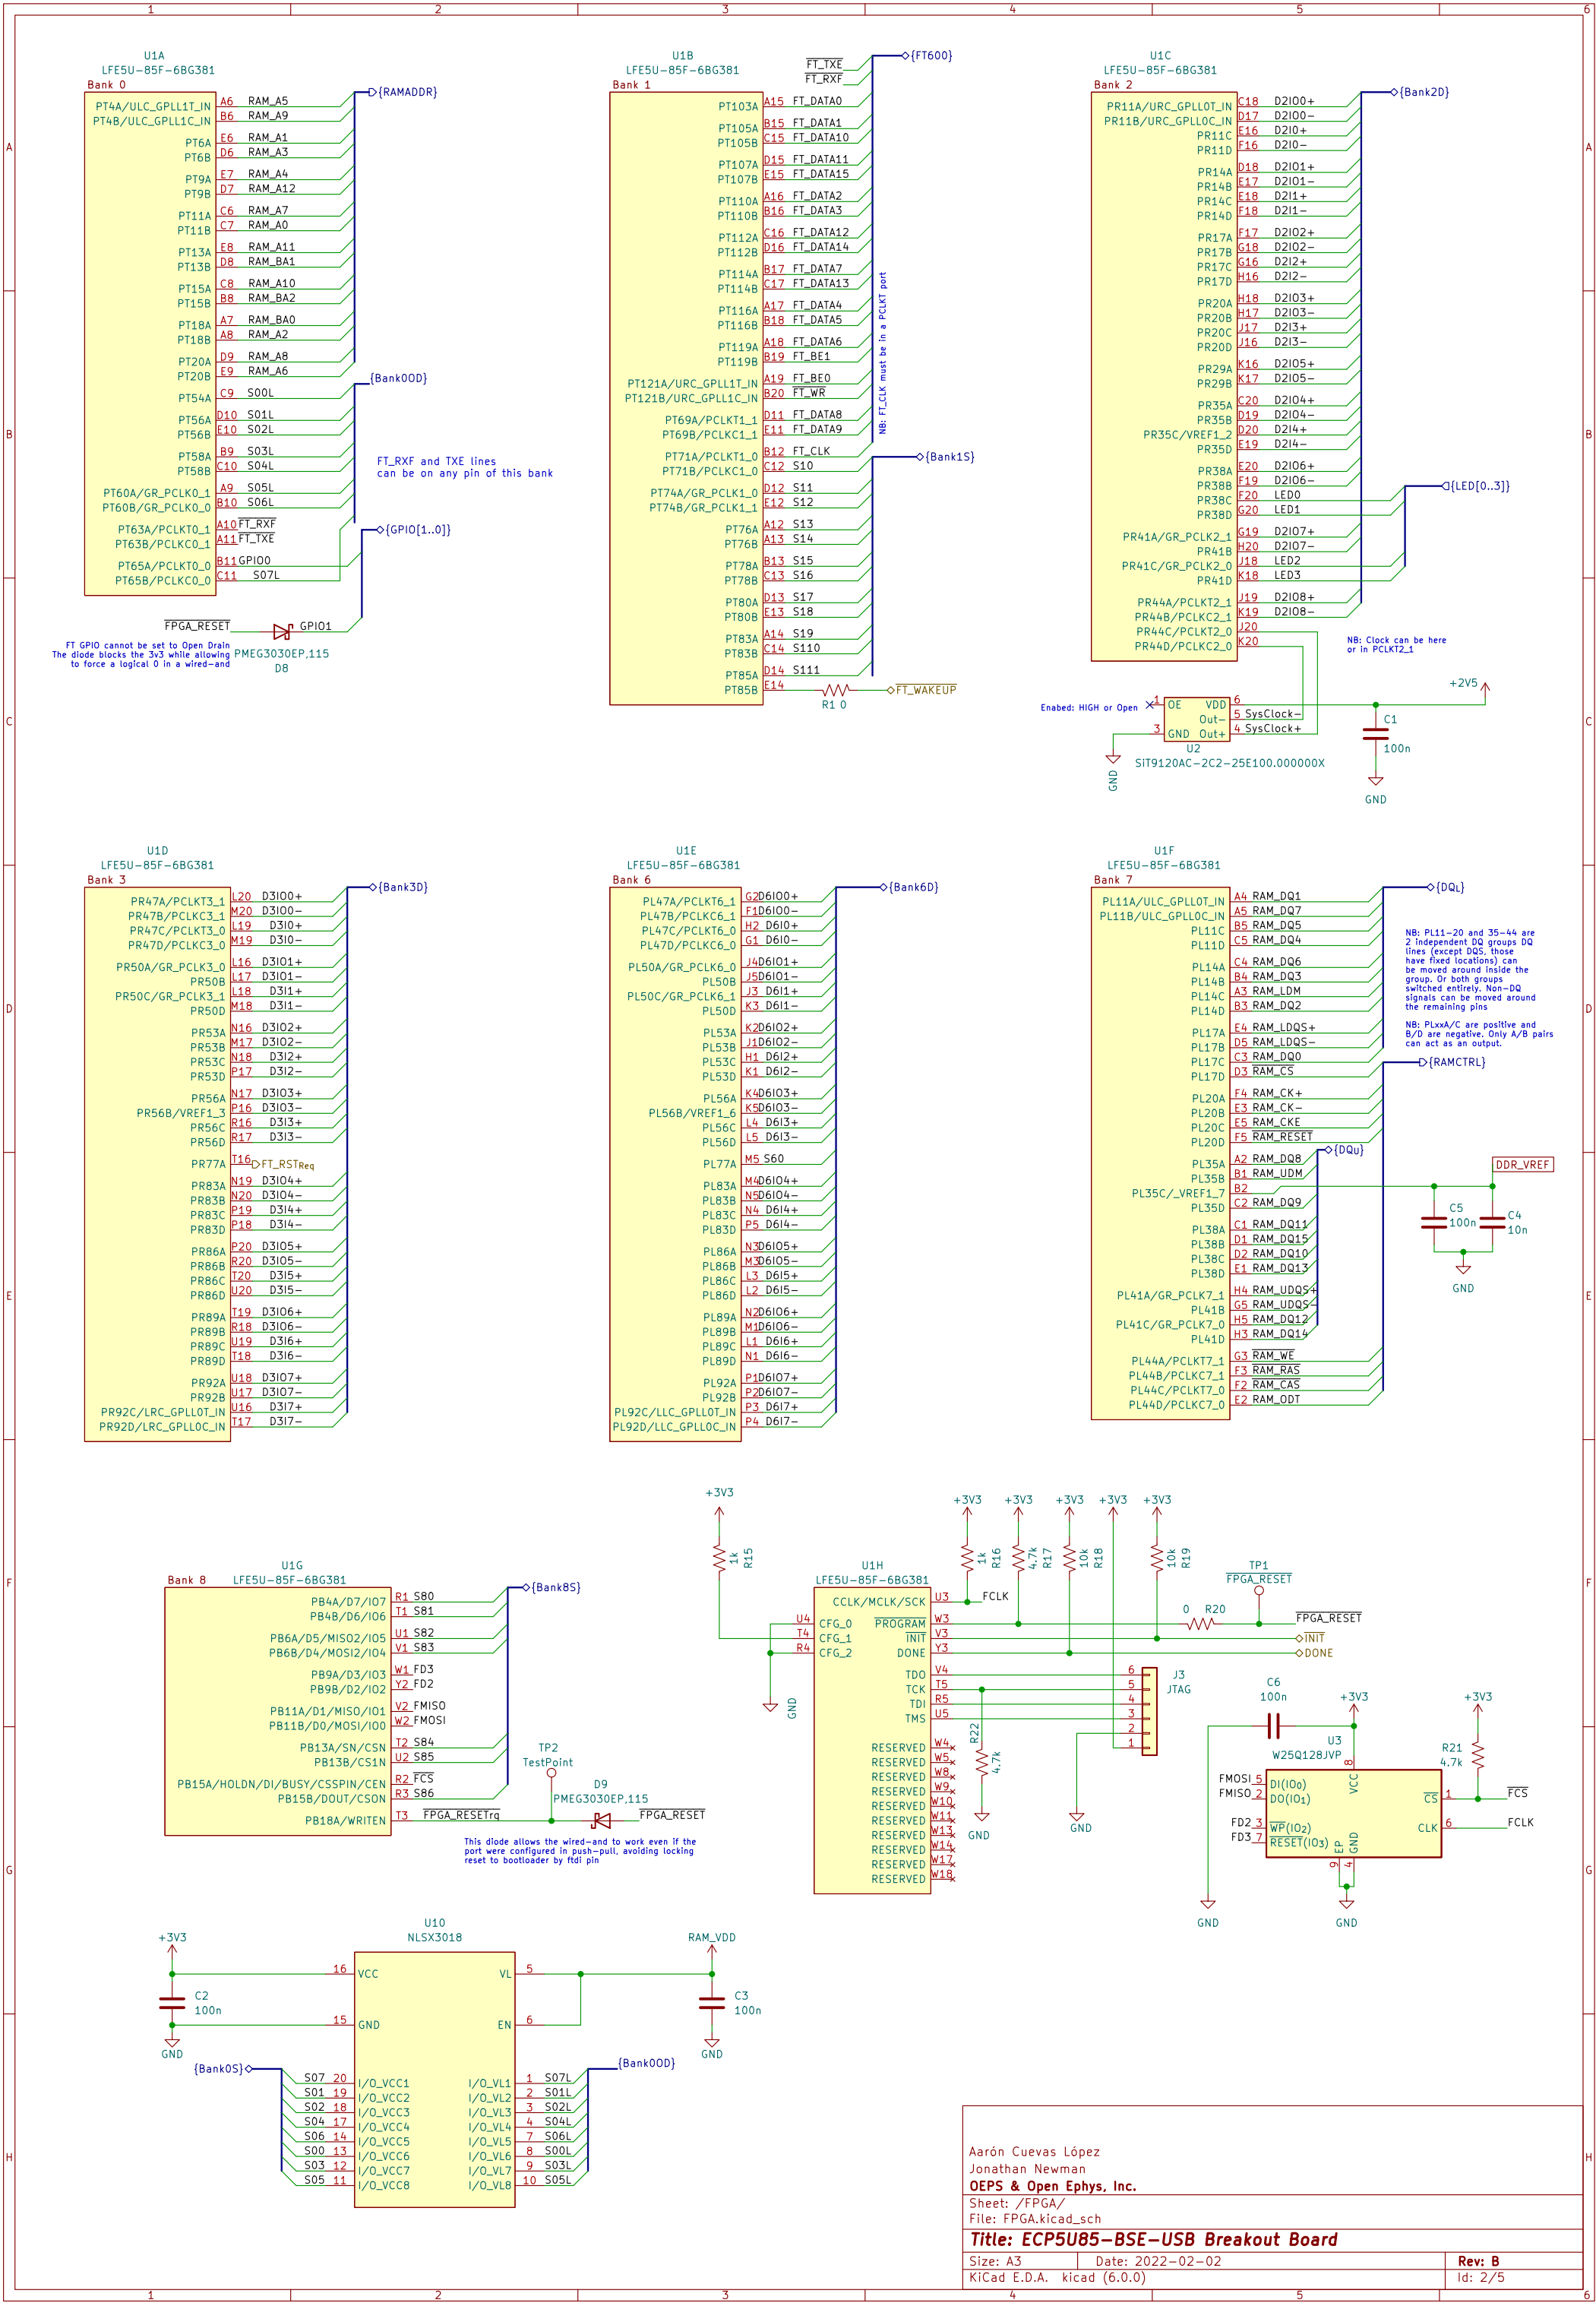 1 2 3 4 5 6
A
B
C
D
E
F
G
H
U1A
LFE5U-85F-6BG381
Bank 0
PT4A/ULC_GPLL1T_IN A6 RAM_A5
PT4B/ULC_GPLL1C_IN B6 RAM_A9
PT6A E6 RAM_A1
PT6B D6 RAM_A3
PT9A E7 RAM_A4
PT9B D7 RAM_A12
PT11A C6 RAM_A7
PT11B C7 RAM_A0
PT13A E8 RAM_A11
PT13B D8 RAM_BA1
PT15A C8 RAM_A10
PT15B B8 RAM_BA2
PT18A A7 RAM_BA0
PT18B A8 RAM_A2
PT20A D9 RAM_A8
PT20B E9 RAM_A6
PT54A C9 S00L
PT56A D10 S01L
PT56B E10 S02L
PT58A B9 S03L
PT58B C10 S04L
PT60A/GR_PCLK0_1 A9 S05L
PT60B/GR_PCLK0_0 B10 S06L
PT63A/PCLKT0_1 A10 FT_RXF
PT63B/PCLKC0_1 A11 FT_TXE
PT65A/PCLKT0_0 B11 GPIO0
PT65B/PCLKC0_0 C11 S07L
{RAMADDR}
{Bank0OD}
FT_RXF and TXE lines
can be on any pin of this bank
{GPIO[1..0]}
FPGA_RESET GPIO1
FT GPIO cannot be set to Open Drain
The diode blocks the 3v3 while allowing
to force a logical 0 in a wired-and
PMEG3030EP,115
D8
U1B
LFE5U-85F-6BG381
Bank 1
FT_TXE
FT_RXF
{FT600}
PT103A A15 FT_DATA0
PT105A B15 FT_DATA1
PT105B C15 FT_DATA10
PT107A D15 FT_DATA11
PT107B E15 FT_DATA15
PT110A A16 FT_DATA2
PT110B B16 FT_DATA3
PT112A C16 FT_DATA12
PT112B D16 FT_DATA14
PT114A B17 FT_DATA7
PT114B C17 FT_DATA13
PT116A A17 FT_DATA4
PT116B B18 FT_DATA5
PT119A A18 FT_DATA6
PT119B B19 FT_BE1
PT121A/URC_GPLL1T_IN A19 FT_BE0
PT121B/URC_GPLL1C_IN B20 FT_WR
PT69A/PCLKT1_1 D11 FT_DATA8
PT69B/PCLKC1_1 E11 FT_DATA9
PT71A/PCLKT1_0 B12 FT_CLK
PT71B/PCLKC1_0 C12 S10
PT74A/GR_PCLK1_0 D12 S11
PT74B/GR_PCLK1_1 E12 S12
PT76A A12 S13
PT76B A13 S14
PT78A B13 S15
PT78B C13 S16
PT80A D13 S17
PT80B E13 S18
PT83A A14 S19
PT83B C14 S110
PT85A D14 S111
PT85B E14
NB: FT_CLK must be in a PCLKT port
{Bank1S}
R1 0
FT_WAKEUP
U1C
LFE5U-85F-6BG381
Bank 2
PR11A/URC_GPLL0T_IN C18 D2IO0+
PR11B/URC_GPLL0C_IN D17 D2IO0-
PR11C E16 D2I0+
PR11D F16 D2I0-
PR14A D18 D2IO1+
PR14B E17 D2IO1-
PR14C E18 D2I1+
PR14D F18 D2I1-
PR17A F17 D2IO2+
PR17B G18 D2IO2-
PR17C G16 D2I2+
PR17D H16 D2I2-
PR20A H18 D2IO3+
PR20B H17 D2IO3-
PR20C J17 D2I3+
PR20D J16 D2I3-
PR29A K16 D2IO5+
PR29B K17 D2IO5-
PR35A C20 D2IO4+
PR35B D19 D2IO4-
PR35C/VREF1_2 D20 D2I4+
PR35D E19 D2I4-
PR38A E20 D2IO6+
PR38B F19 D2IO6-
PR38C F20 LED0
PR38D G20 LED1
PR41A/GR_PCLK2_1 G19 D2IO7+
PR41B H20 D2IO7-
PR41C/GR_PCLK2_0 J18 LED2
PR41D K18 LED3
PR44A/PCLKT2_1 J19 D2IO8+
PR44B/PCLKC2_1 K19 D2IO8-
PR44C/PCLKT2_0 J20
PR44D/PCLKC2_0 K20
{Bank2D}
{LED[0..3]}
NB: Clock can be here
or in PCLKT2_1
Enabed: HIGH or Open
1 OE VDD 6
Out- 5 SysClock-
3 GND Out+ 4 SysClock+
U2
SiT9120AC-2C2-25E100.000000X
GND
+2V5
C1
100n
GND
U1D
LFE5U-85F-6BG381
Bank 3
PR47A/PCLKT3_1 L20 D3IO0+
PR47B/PCLKC3_1 M20 D3IO0-
PR47C/PCLKT3_0 L19 D3I0+
PR47D/PCLKC3_0 M19 D3I0-
PR50A/GR_PCLK3_0 L16 D3IO1+
PR50B L17 D3IO1-
PR50C/GR_PCLK3_1 L18 D3I1+
PR50D M18 D3I1-
PR53A N16 D3IO2+
PR53B M17 D3IO2-
PR53C N18 D3I2+
PR53D P17 D3I2-
PR56A N17 D3IO3+
PR56B/VREF1_3 P16 D3IO3-
PR56C R16 D3I3+
PR56D R17 D3I3-
PR77A T16 FT_RSTReq
PR83A N19 D3IO4+
PR83B N20 D3IO4-
PR83C P19 D3I4+
PR83D P18 D3I4-
PR86A P20 D3IO5+
PR86B R20 D3IO5-
PR86C T20 D3I5+
PR86D U20 D3I5-
PR89A T19 D3IO6+
PR89B R18 D3IO6-
PR89C U19 D3I6+
PR89D T18 D3I6-
PR92A U18 D3IO7+
PR92B U17 D3IO7-
PR92C/LRC_GPLL0T_IN U16 D3I7+
PR92D/LRC_GPLL0C_IN T17 D3I7-
{Bank3D}
U1E
LFE5U-85F-6BG381
Bank 6
PL47A/PCLKT6_1 G2 D6IO0+
PL47B/PCLKC6_1 F1 D6IO0-
PL47C/PCLKT6_0 H2 D6I0+
PL47D/PCLKC6_0 G1 D6I0-
PL50A/GR_PCLK6_0 J4 D6IO1+
PL50B J5 D6IO1-
PL50C/GR_PCLK6_1 J3 D6I1+
PL50D K3 D6I1-
PL53A K2 D6IO2+
PL53B J1 D6IO2-
PL53C H1 D6I2+
PL53D K1 D6I2-
PL56A K4 D6IO3+
PL56B/VREF1_6 K5 D6IO3-
PL56C L4 D6I3+
PL56D L5 D6I3-
PL77A M5 S60
PL83A M4 D6IO4+
PL83B N5 D6IO4-
PL83C N4 D6I4+
PL83D P5 D6I4-
PL86A N3 D6IO5+
PL86B M3 D6IO5-
PL86C L3 D6I5+
PL86D L2 D6I5-
PL89A N2 D6IO6+
PL89B M1 D6IO6-
PL89C L1 D6I6+
PL89D N1 D6I6-
PL92A P1 D6IO7+
PL92B P2 D6IO7-
PL92C/LLC_GPLL0T_IN P3 D6I7+
PL92D/LLC_GPLL0C_IN P4 D6I7-
{Bank6D}
U1F
LFE5U-85F-6BG381
Bank 7
PL11A/ULC_GPLL0T_IN A4 RAM_DQ1
PL11B/ULC_GPLL0C_IN A5 RAM_DQ7
PL11C B5 RAM_DQ5
PL11D C5 RAM_DQ4
PL14A C4 RAM_DQ6
PL14B B4 RAM_DQ3
PL14C A3 RAM_LDM
PL14D B3 RAM_DQ2
PL17A E4 RAM_LDQS+
PL17B D5 RAM_LDQS-
PL17C C3 RAM_DQ0
PL17D D3 RAM_CS
PL20A F4 RAM_CK+
PL20B E3 RAM_CK-
PL20C E5 RAM_CKE
PL20D F5 RAM_RESET
PL35A A2 RAM_DQ8
PL35B B1 RAM_UDM
PL35C/_VREF1_7 B2
PL35D C2 RAM_DQ9
PL38A C1 RAM_DQ11
PL38B D1 RAM_DQ15
PL38C D2 RAM_DQ10
PL38D E1 RAM_DQ13
PL41A/GR_PCLK7_1 H4 RAM_UDQS+
PL41B G5 RAM_UDQS-
PL41C/GR_PCLK7_0 H5 RAM_DQ12
PL41D H3 RAM_DQ14
PL44A/PCLKT7_1 G3 RAM_WE
PL44B/PCLKC7_1 F3 RAM_RAS
PL44C/PCLKT7_0 F2 RAM_CAS
PL44D/PCLKC7_0 E2 RAM_ODT
{DQL}
NB: PL11-20 and 35-44 are
2 independent DQ groups DQ
lines (except DQS, those
have fixed locations) can
be moved around inside the
group. Or both groups
switched entirely. Non-DQ
signals can be moved around
the remaining pins
NB: PLxxA/C are positive and
B/D are negative. Only A/B pairs
can act as an output.
{RAMCTRL}
{DQU}
DDR_VREF
C5
100n
C4
10n
GND
U1G
Bank 8 LFE5U-85F-6BG381
PB4A/D7/IO7 R1 S80
PB4B/D6/IO6 T1 S81
PB6A/D5/MISO2/IO5 U1 S82
PB6B/D4/MOSI2/IO4 V1 S83
PB9A/D3/IO3 W1 FD3
PB9B/D2/IO2 Y2 FD2
PB11A/D1/MISO/IO1 V2 FMISO
PB11B/D0/MOSI/IO0 W2 FMOSI
PB13A/SN/CSN T2 S84
PB13B/CS1N U2 S85
PB15A/HOLDN/DI/BUSY/CSSPIN/CEN R2 FCS
PB15B/DOUT/CSON R3 S86
PB18A/WRITEN T3 FPGA_RESETrq
{Bank8S}
TP2
TestPoint
D9
PMEG3030EP,115
FPGA_RESET
This diode allows the wired-and to work even if the
port were configured in push-pull, avoiding locking
reset to bootloader by ftdi pin
+3V3
1k R15
U1H
LFE5U-85F-6BG381
CCLK/MCLK/SCK U3 FCLK
U4 CFG_0 PROGRAM W3
T4 CFG_1 INIT V3
R4 CFG_2 DONE Y3
TDO V4
TCK T5
TDI R5
TMS U5
RESERVED W4
RESERVED W5
RESERVED W8
RESERVED W9
RESERVED W10
RESERVED W11
RESERVED W13
RESERVED W14
RESERVED W17
RESERVED W18
GND
+3V3 +3V3 +3V3 +3V3 +3V3
1k R16
4.7k R17
10k R18
10k R19
TP1
FPGA_RESET
0 R20
FPGA_RESET
INIT
DONE
6
5
4
3
2
1
J3
JTAG
R22
4.7k
GND
GND
C6
100n
+3V3
+3V3
U3
W25Q128JVP
R21
4.7k
FMOSI 5 DI(IO0)
FMISO 2 DO(IO1)
FD2 3 WP(IO2)
FD3 7 RESET(IO3)
8 VCC
CS 1 FCS
CLK 6 FCLK
EP 9
GND 4
GND
GND
U10
NLSX3018
+3V3
RAM_VDD
16 VCC VL 5
15 GND EN 6
C2
100n
C3
100n
GND
GND
{Bank0S}
{Bank0OD}
S07 20 I/O_VCC1 I/O_VL1 1 S07L
S01 19 I/O_VCC2 I/O_VL2 2 S01L
S02 18 I/O_VCC3 I/O_VL3 3 S02L
S04 17 I/O_VCC4 I/O_VL4 4 S04L
S06 14 I/O_VCC5 I/O_VL5 7 S06L
S00 13 I/O_VCC6 I/O_VL6 8 S00L
S03 12 I/O_VCC7 I/O_VL7 9 S03L
S05 11 I/O_VCC8 I/O_VL8 10 S05L
Aarón Cuevas López
Jonathan Newman
OEPS & Open Ephys, Inc.
Sheet: /FPGA/
File: FPGA.kicad_sch
Title: ECP5U85-BSE-USB Breakout Board
Size: A3 Date: 2022-02-02 Rev: B
KiCad E.D.A. kicad (6.0.0) Id: 2/5
A
B
C
D
E
F
G
H
1 2 3 4 5 6